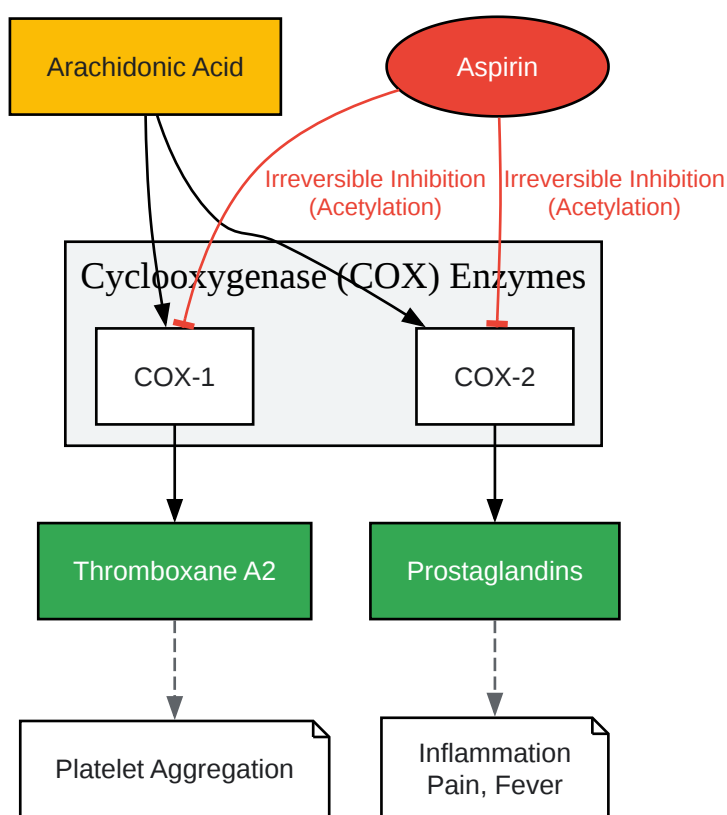 Arachidonic Acid
Aspirin
Irreversible Inhibition
(Acetylation)
Irreversible Inhibition
(Acetylation)
Cyclooxygenase (COX) Enzymes
COX-1
COX-2
Thromboxane A2
Prostaglandins
Platelet Aggregation
Inflammation
Pain, Fever